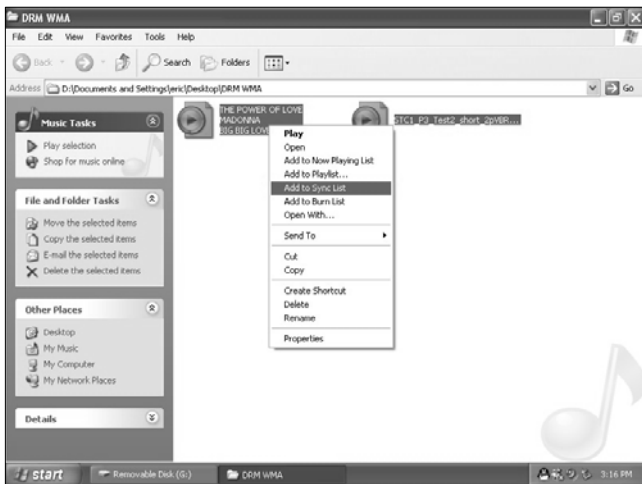 DRM WMA
File Edit View Favorites Tools Help
Back Search Folders
Address D:\Documents and Settings\eric\Desktop\DRM WMA Go
Music Tasks
Play selection
Shop for music online
File and Folder Tasks
Move the selected items
Copy the selected items
E-mail the selected items
Delete the selected items
Other Places
Desktop
My Music
My Computer
My Network Places
Details
THE POWER OF LOVE
MADONNA
BIG BIG LOVE
STC1_P3_Test2_short_2pVBR...
Play
Open
Add to Now Playing List
Add to Playlist...
Add to Sync List
Add to Burn List
Open With...
Send To
Cut
Copy
Create Shortcut
Delete
Rename
Properties
start Removable Disk (G:) DRM WMA 3:16 PM